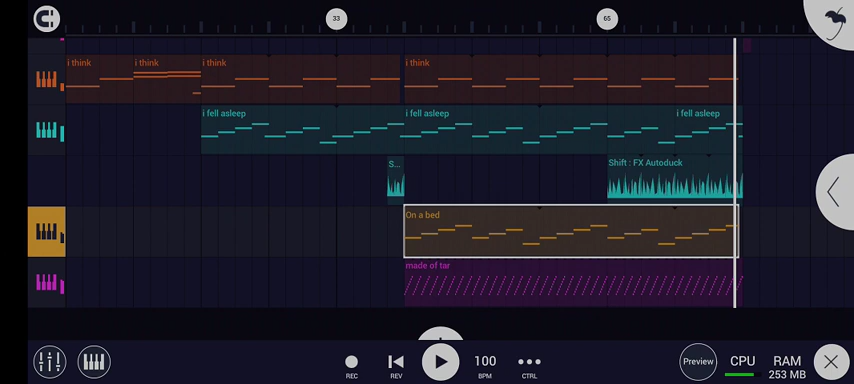 33
65
i think
i think
i think
i think
i fell asleep
i fell asleep
i fell asleep
S...
Shift : FX Autoduck
On a bed
made of tar
REC
REV
100
BPM
CTRL
Preview
CPU
RAM
253 MB